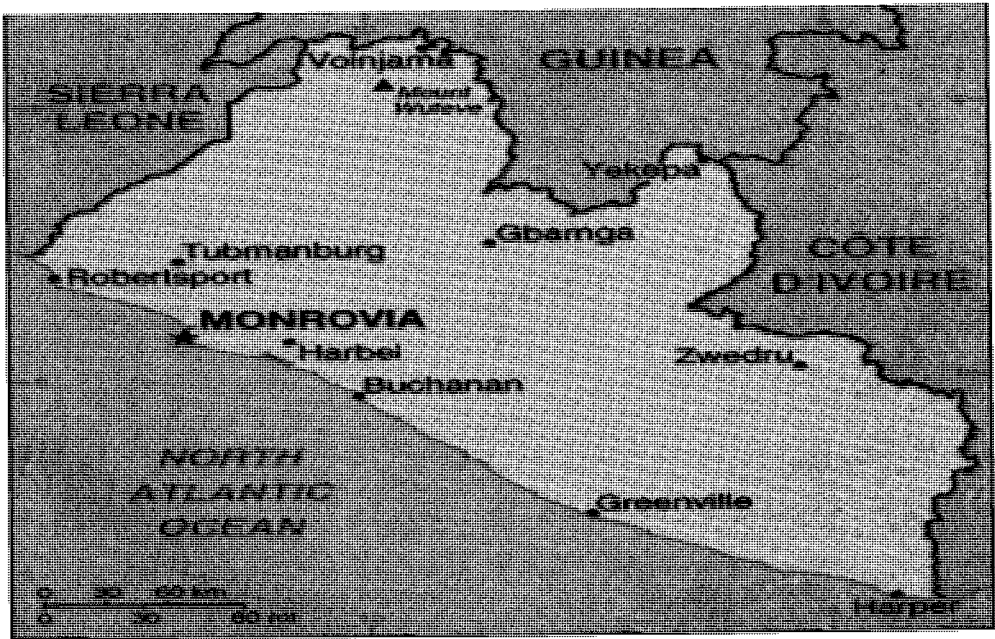 GUINEA
Voinjama
SIERRA
LEONE
Mount
Wuteve
Yekepa
Gbarnga
CÔTE
D'IVOIRE
Tubmanburg
Robertsport
MONROVIA
Harbel
Zwedru
Buchanan
NORTH
ATLANTIC
OCEAN
Greenville
Harper
0 30 60 km
0 30 60 mi